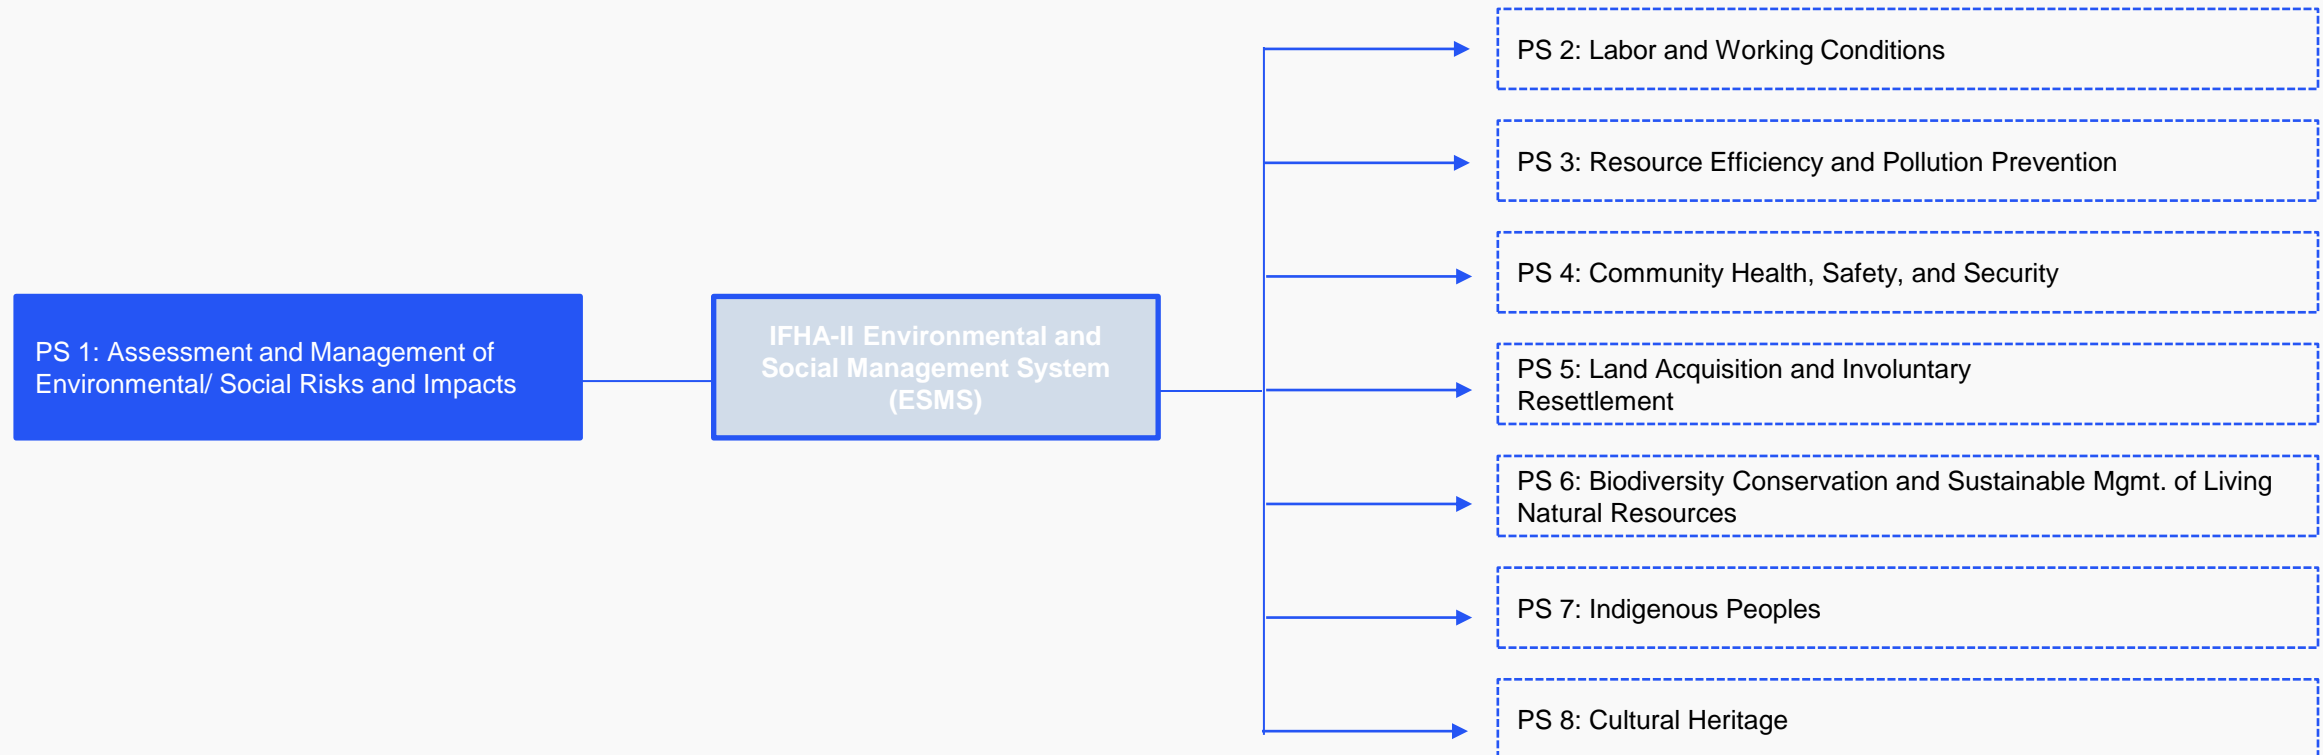 PS 2: Labor and Working Conditions
PS 3: Resource Efficiency and Pollution Prevention
PS 4: Community Health, Safety, and Security
PS 1: Assessment and Management of
Environmental/ Social Risks and Impacts
IFHA-II Environmental and
Social Management System
(ESMS)
PS 5: Land Acquisition and Involuntary
Resettlement
PS 6: Biodiversity Conservation and Sustainable Mgmt. of Living
Natural Resources
PS 7: Indigenous Peoples
PS 8: Cultural Heritage